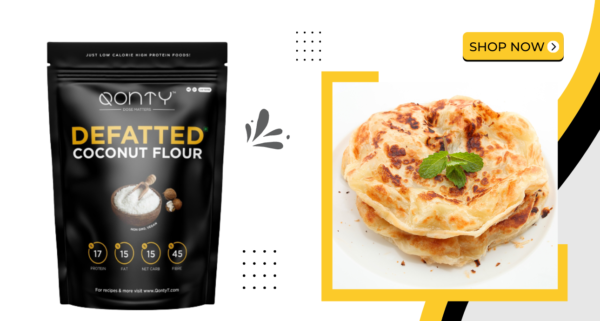 JUST LOW CALORIE HIGH PROTEIN FOODS!
QONTY
DEFATTED
COCONUT FLOUR
17
PROTEIN
15
FAT
15
NET CARB
45
FIBER
For recipes & more visit www.QontyT.com
SHOP NOW